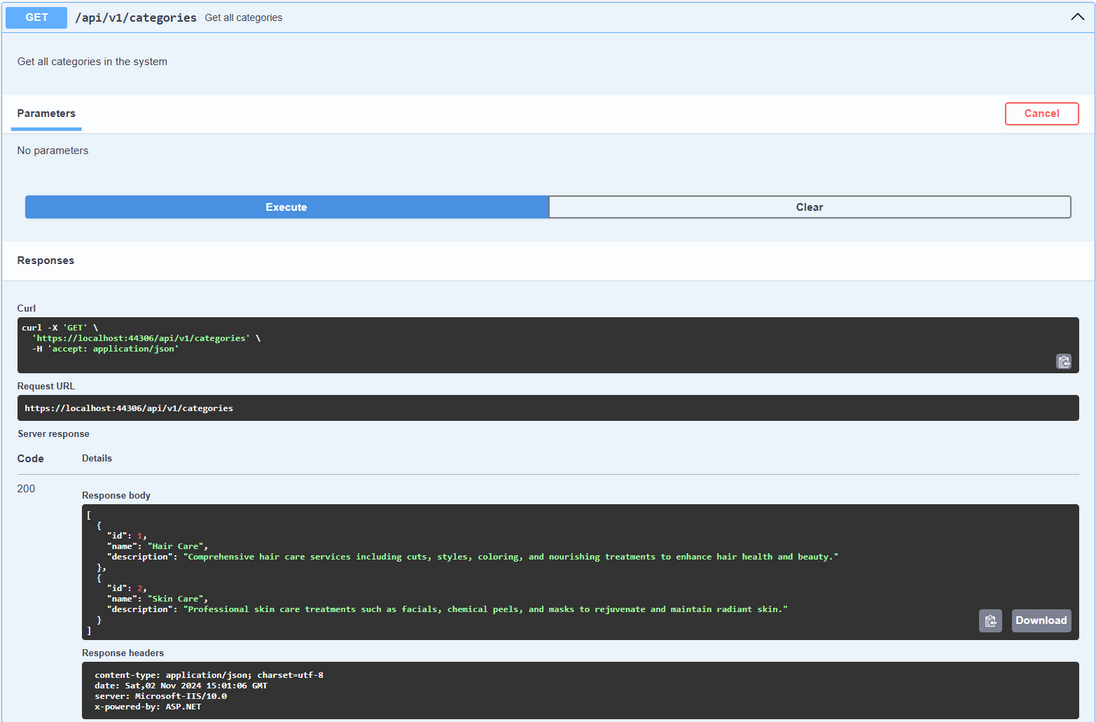 GET /api/v1/categories Get all categories
Get all categories in the system
Parameters Cancel
No parameters
Execute Clear
Responses
Curl
curl -X 'GET' \
  'https://localhost:44306/api/v1/categories' \
  -H 'accept: application/json'
Request URL
https://localhost:44306/api/v1/categories
Server response
Code Details
200
Response body
[
  {
    "id": 1,
    "name": "Hair Care",
    "description": "Comprehensive hair care services including cuts, styles, coloring, and nourishing treatments to enhance hair health and beauty."
  },
  {
    "id": 2,
    "name": "Skin Care",
    "description": "Professional skin care treatments such as facials, chemical peels, and masks to rejuvenate and maintain radiant skin."
  }
]
Download
Response headers
content-type: application/json; charset=utf-8
date: Sat,02 Nov 2024 15:01:06 GMT
server: Microsoft-IIS/10.0
x-powered-by: ASP.NET